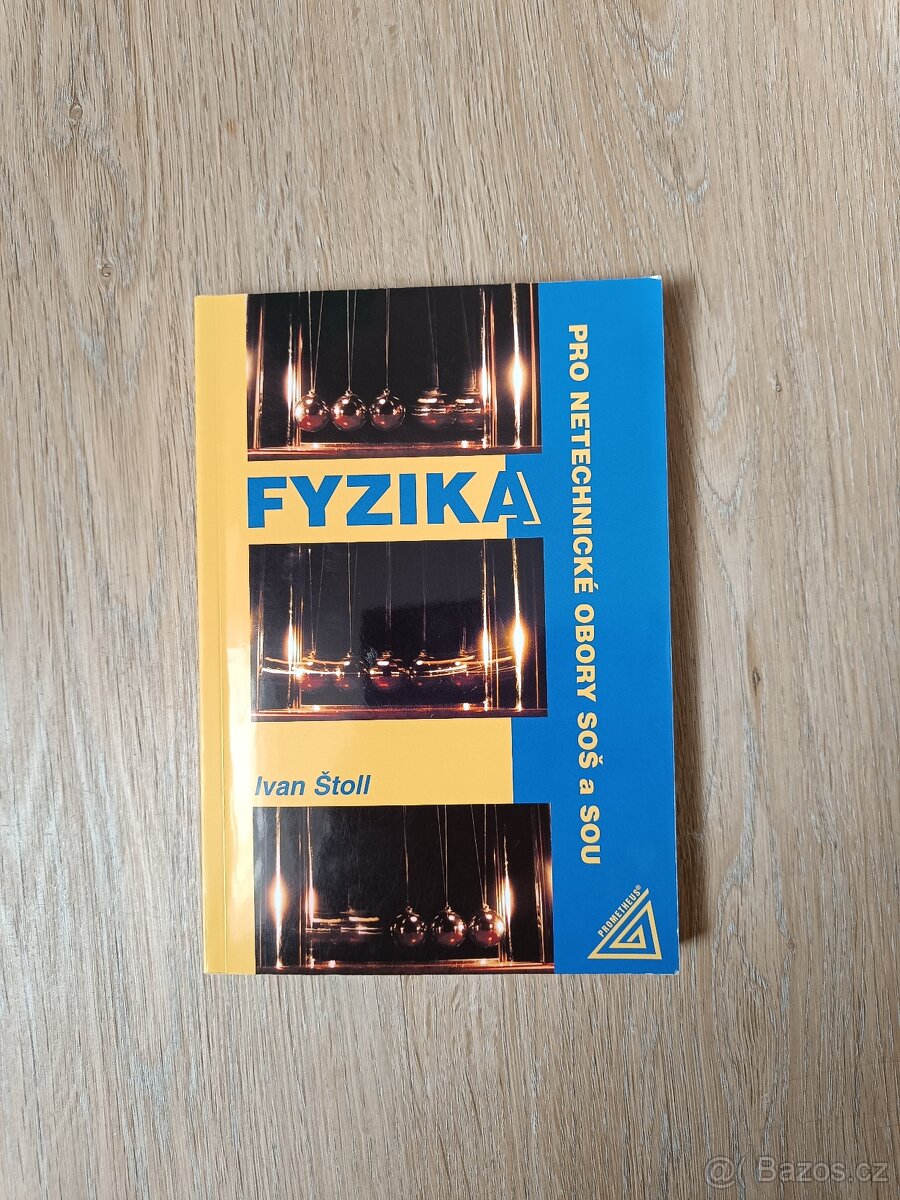 FYZIKA
PRO NETECHNICKÉ OBORY SOŠ a SOU
Ivan Štoll
PROMETHEUS®
@ Bazos.cz